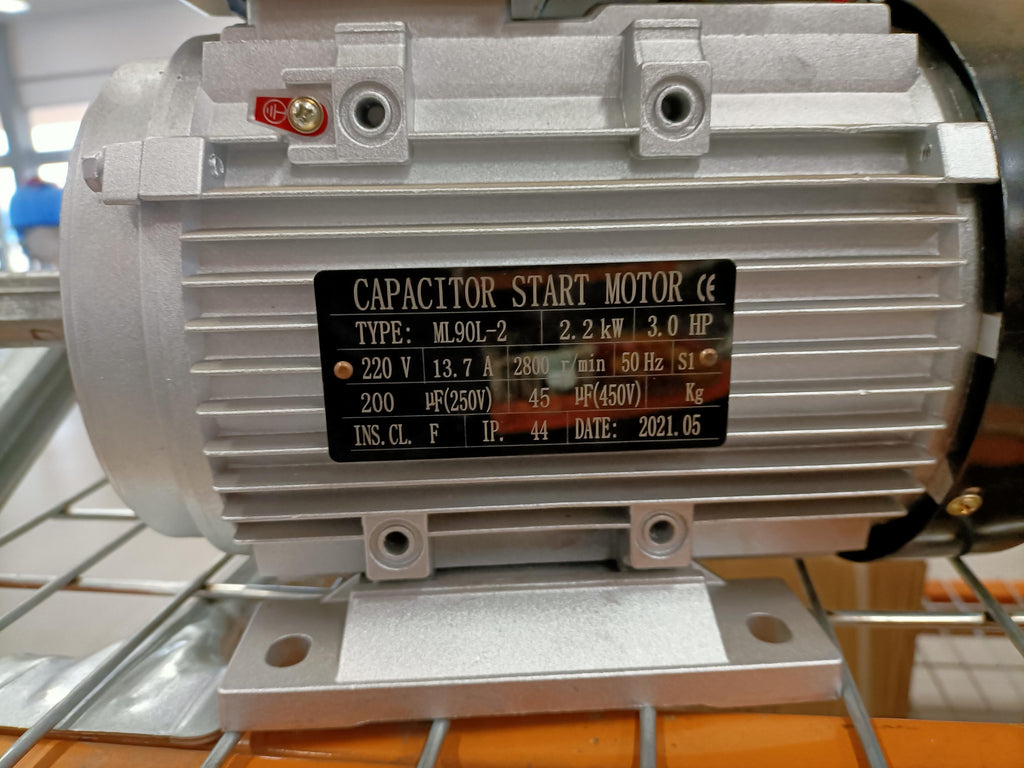 CAPACITOR START MOTOR CE
TYPE: ML90L-2 2.2 kW 3.0 HP
220 V 13.7 A 2800 r/min 50 Hz S1
200 µF(250V) 45 µF(450V) Kg
INS.CL. F IP. 44 DATE: 2021.05